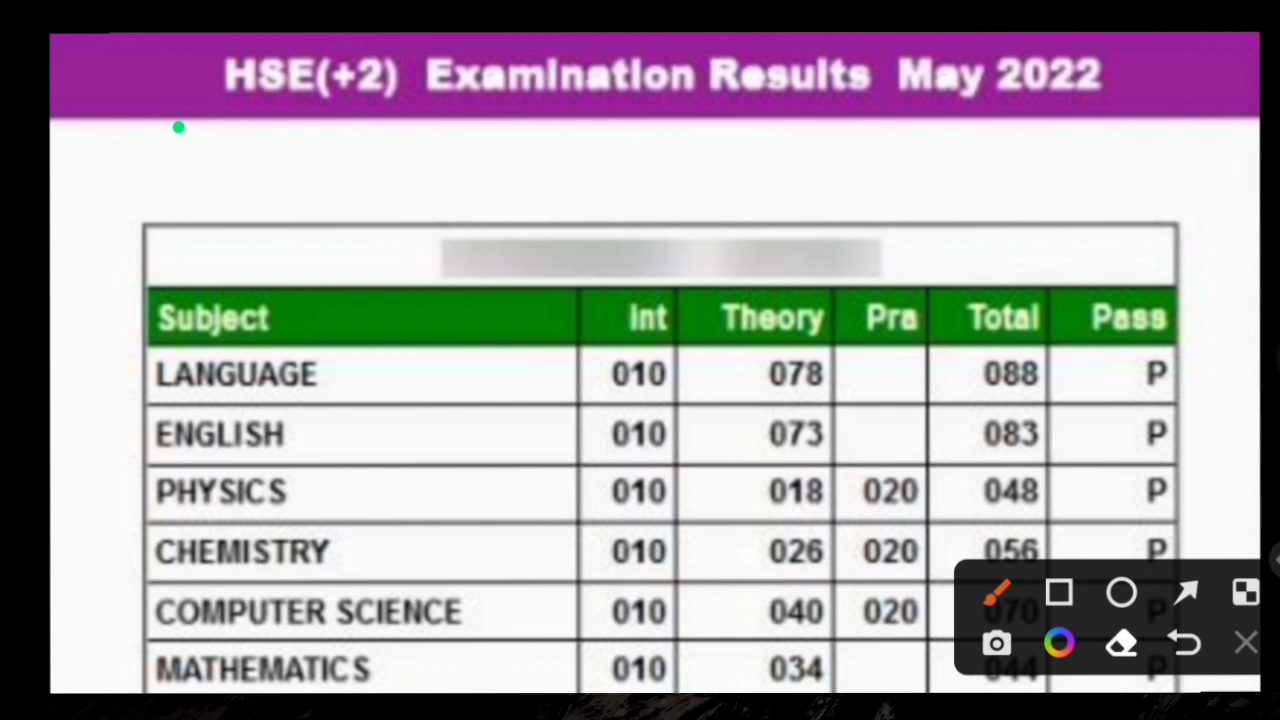 HSE(+2) Examination Results May 2022
Subject Int Theory Pra Total Pass
LANGUAGE 010 078 088 P
ENGLISH 010 073 083 P
PHYSICS 010 018 020 048 P
CHEMISTRY 010 026 020 056 P
COMPUTER SCIENCE 010 040 020 070 P
MATHEMATICS 010 034 044 P